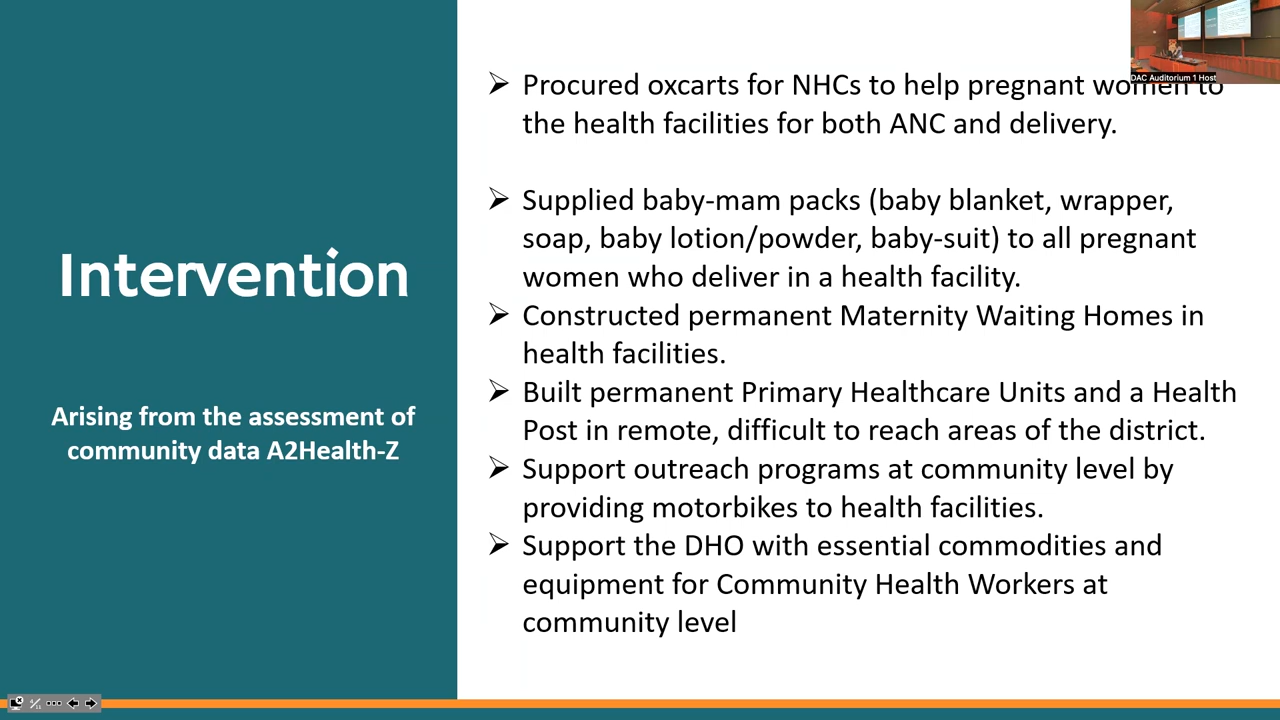 Intervention
Arising from the assessment of
community data A2Health-Z
➢ Procured oxcarts for NHCs to help pregnant women to
the health facilities for both ANC and delivery.
➢ Supplied baby-mam packs (baby blanket, wrapper,
soap, baby lotion/powder, baby-suit) to all pregnant
women who deliver in a health facility.
➢ Constructed permanent Maternity Waiting Homes in
health facilities.
➢ Built permanent Primary Healthcare Units and a Health
Post in remote, difficult to reach areas of the district.
➢ Support outreach programs at community level by
providing motorbikes to health facilities.
➢ Support the DHO with essential commodities and
equipment for Community Health Workers at
community level
DAC Auditorium 1 Host